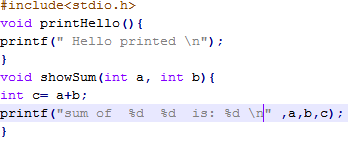 #include<stdio.h>
void printHello(){
printf(" Hello printed \n");
}
void showSum(int a, int b){
int c= a+b;
printf("sum of  %d  %d  is: %d \n" ,a,b,c);
}